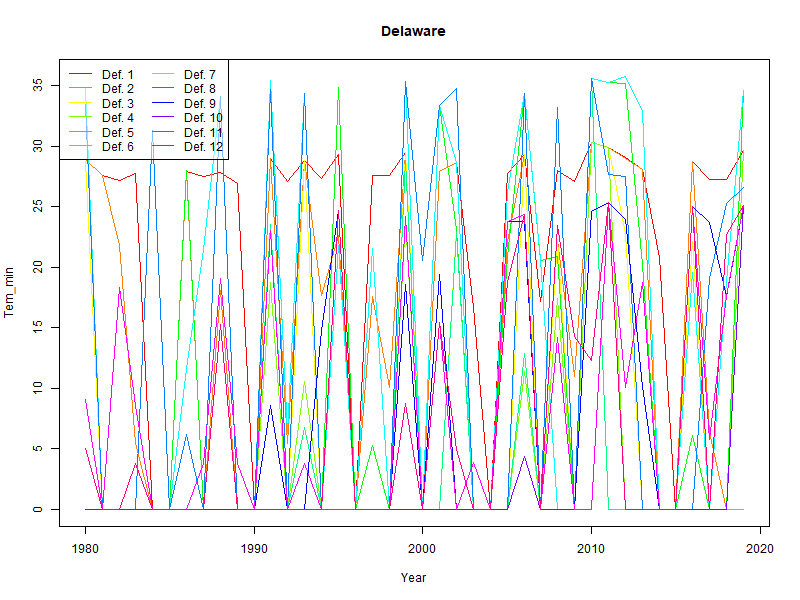 Delaware
Tem_min
35
30
25
20
15
10
5
0
Def. 1 Def. 7
Def. 2 Def. 8
Def. 3 Def. 9
Def. 4 Def. 10
Def. 5 Def. 11
Def. 6 Def. 12
1980 1990 2000 2010 2020
Year